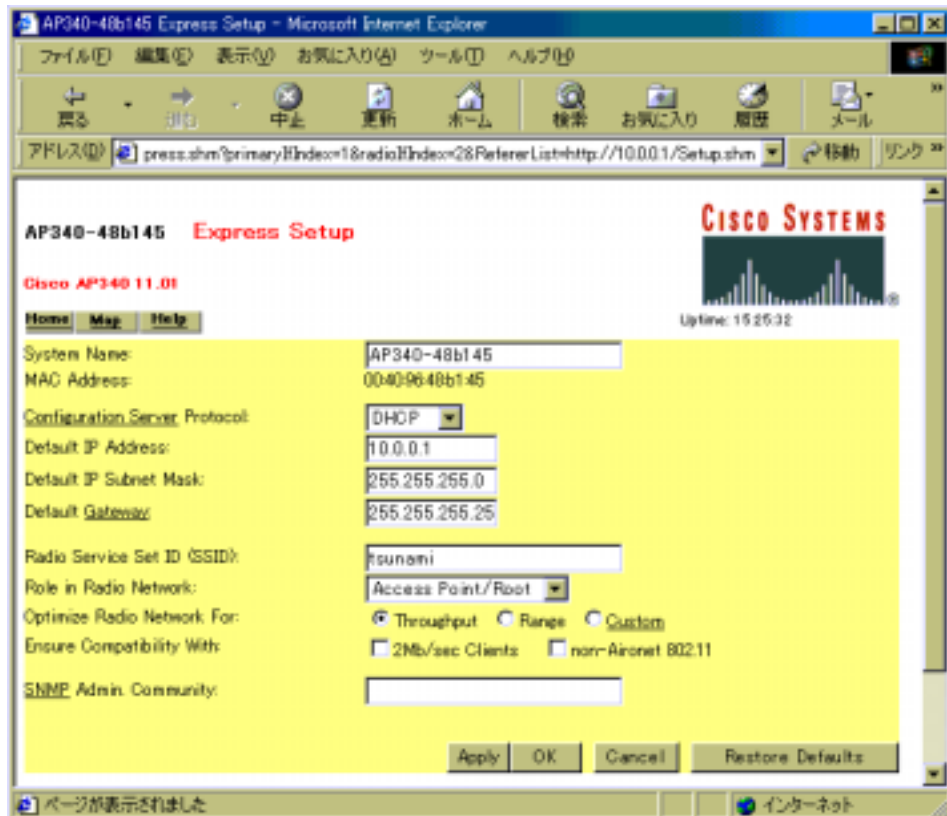 AP340-48b145 Express Setup - Microsoft Internet Explorer
ファイル(F) 編集(E) 表示(V) お気に入り(A) ツール(T) ヘルプ(H)
戻る 進む 中止 更新 ホーム 検索 お気に入り 履歴 メール »
アドレス(D) press.shm?primaryIfIndex=1&radioIfIndex=2&RefererList=http://10.0.0.1/Setup.shm 移動 リンク »
AP340-48b145 Express Setup
CISCO SYSTEMS
Cisco AP340 11.01
®
Home Map Help
Uptime: 15:25:32
System Name: AP340-48b145
MAC Address: 00:40:96:48:b1:45
Configuration Server Protocol: DHCP
Default IP Address: 10.0.0.1
Default IP Subnet Mask: 255.255.255.0
Default Gateway: 255.255.255.25
Radio Service Set ID (SSID): tsunami
Role in Radio Network: Access Point/Root
Optimize Radio Network For: Throughput Range Custom
Ensure Compatibility With: 2Mb/sec Clients non-Aironet 802.11
SNMP Admin. Community:
Apply OK Cancel Restore Defaults
ページが表示されました インターネット